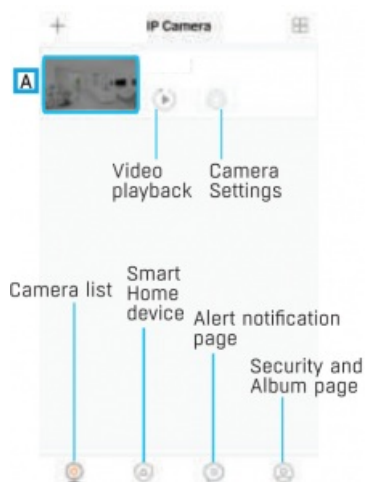 IP Camera
A
Video
playback
Camera
Settings
Camera list
Smart
Home
device
Alert notification
page
Security and
Album page